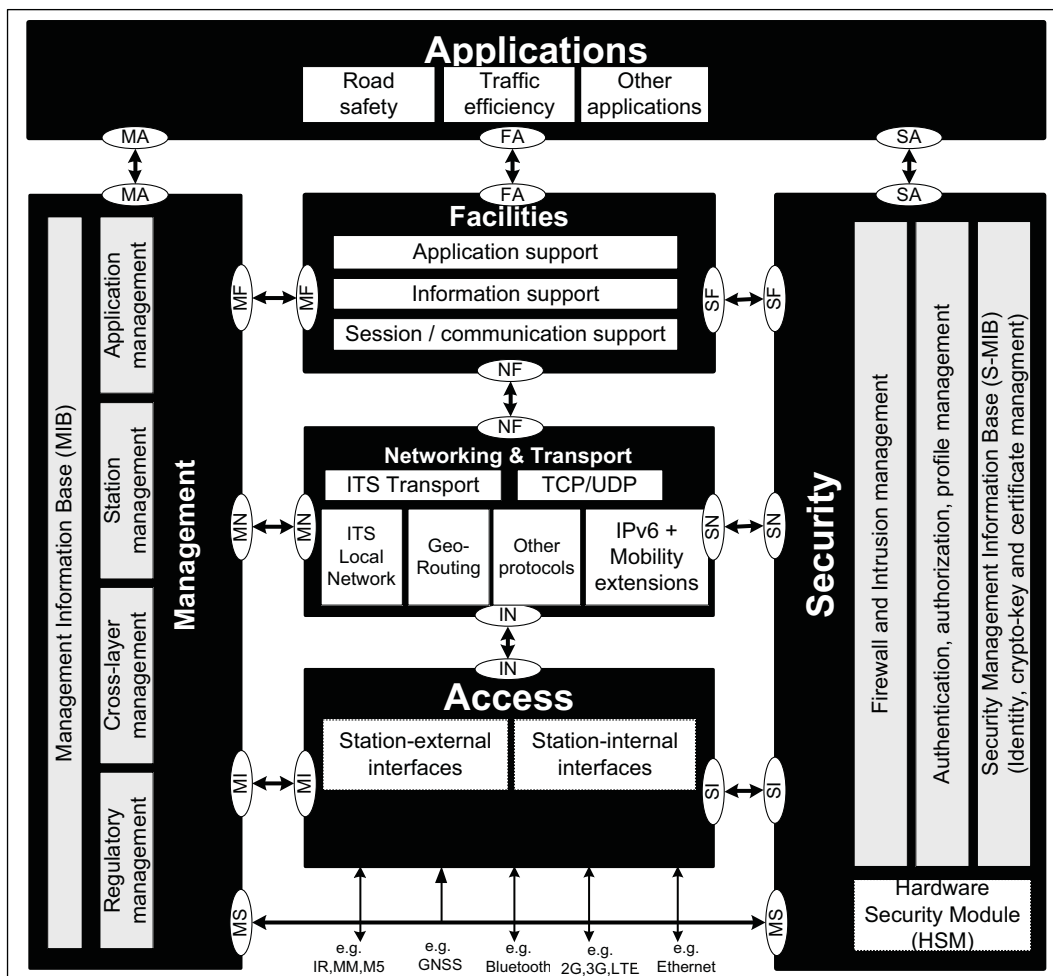 Applications
Road
safety
Traffic
efficiency
Other
applications
MA
FA
SA
MA
FA
SA
Management Information Base (MIB)
Application
management
Station
management
Cross-layer
management
Regulatory
management
Management
MF
MF
MN
MN
MI
MI
MS
Facilities
Application support
Information support
Session / communication support
NF
NF
Networking & Transport
ITS Transport
TCP/UDP
ITS
Local
Network
Geo-
Routing
Other
protocols
IPv6 +
Mobility
extensions
IN
IN
Access
Station-external
interfaces
Station-internal
interfaces
SF
SF
SN
SN
SI
SI
MS
Security
Firewall and Intrusion management
Authentication, authorization, profile management
Security Management Information Base (S-MIB)
(Identity, crypto-key and certificate managment)
Hardware
Security Module
(HSM)
e.g.
IR,MM,M5
e.g.
GNSS
e.g.
Bluetooth
e.g.
2G,3G,LTE
e.g.
Ethernet